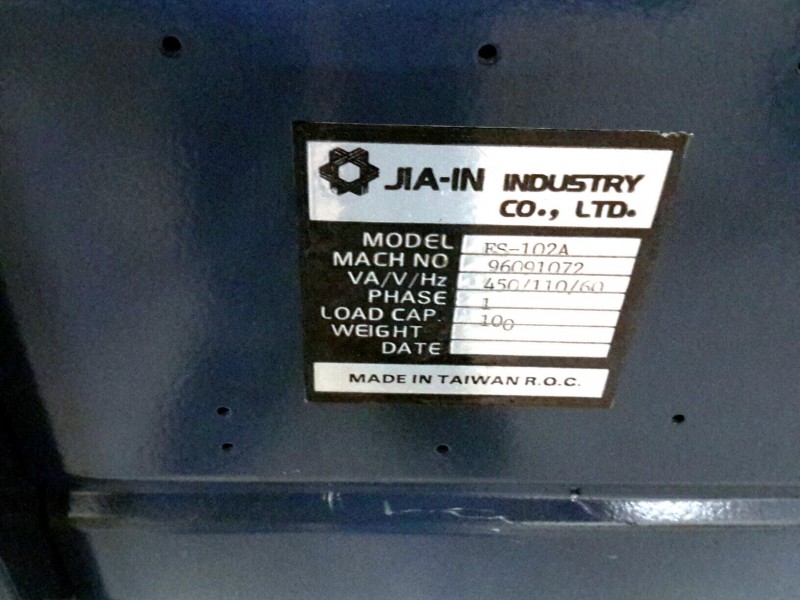 JIA-IN INDUSTRY
CO., LTD.
MODEL ES-102A
MACH NO 96091072
VA/V/Hz 450/110/60
PHASE 1
LOAD CAP. 100
WEIGHT
DATE
MADE IN TAIWAN R.O.C.